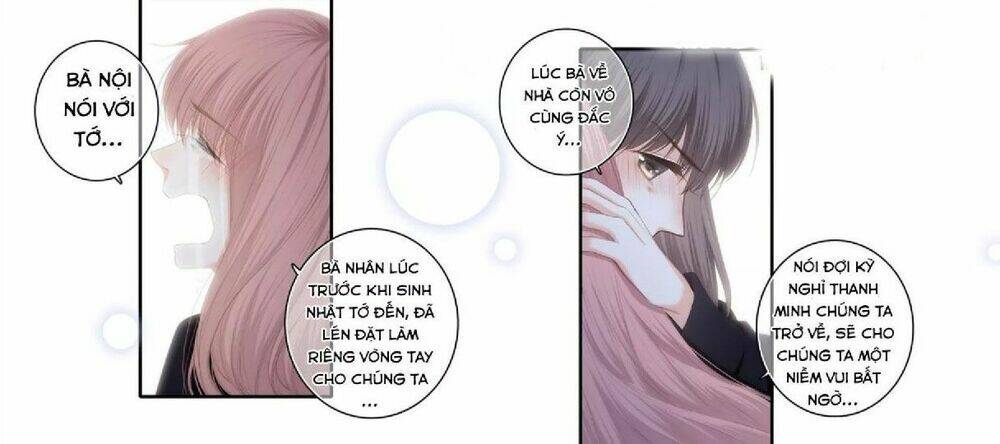 BÀ NỘI
NÓI VỚI
TỚ...
BÀ NHÂN LÚC
TRƯỚC KHI SINH
NHẬT TỚ ĐẾN, ĐÃ
LÉN ĐẶT LÀM
RIÊNG VÒNG TAY
CHO CHÚNG TA
...
LÚC BÀ VỀ
NHÀ CÒN VÔ
CÙNG ĐẮC
Ý...
NÓI ĐỢI KỲ
NGHỈ THANH
MINH CHÚNG TA
TRỞ VỀ, SẼ CHO
CHÚNG TA MỘT
NIỀM VUI BẤT
NGỜ...